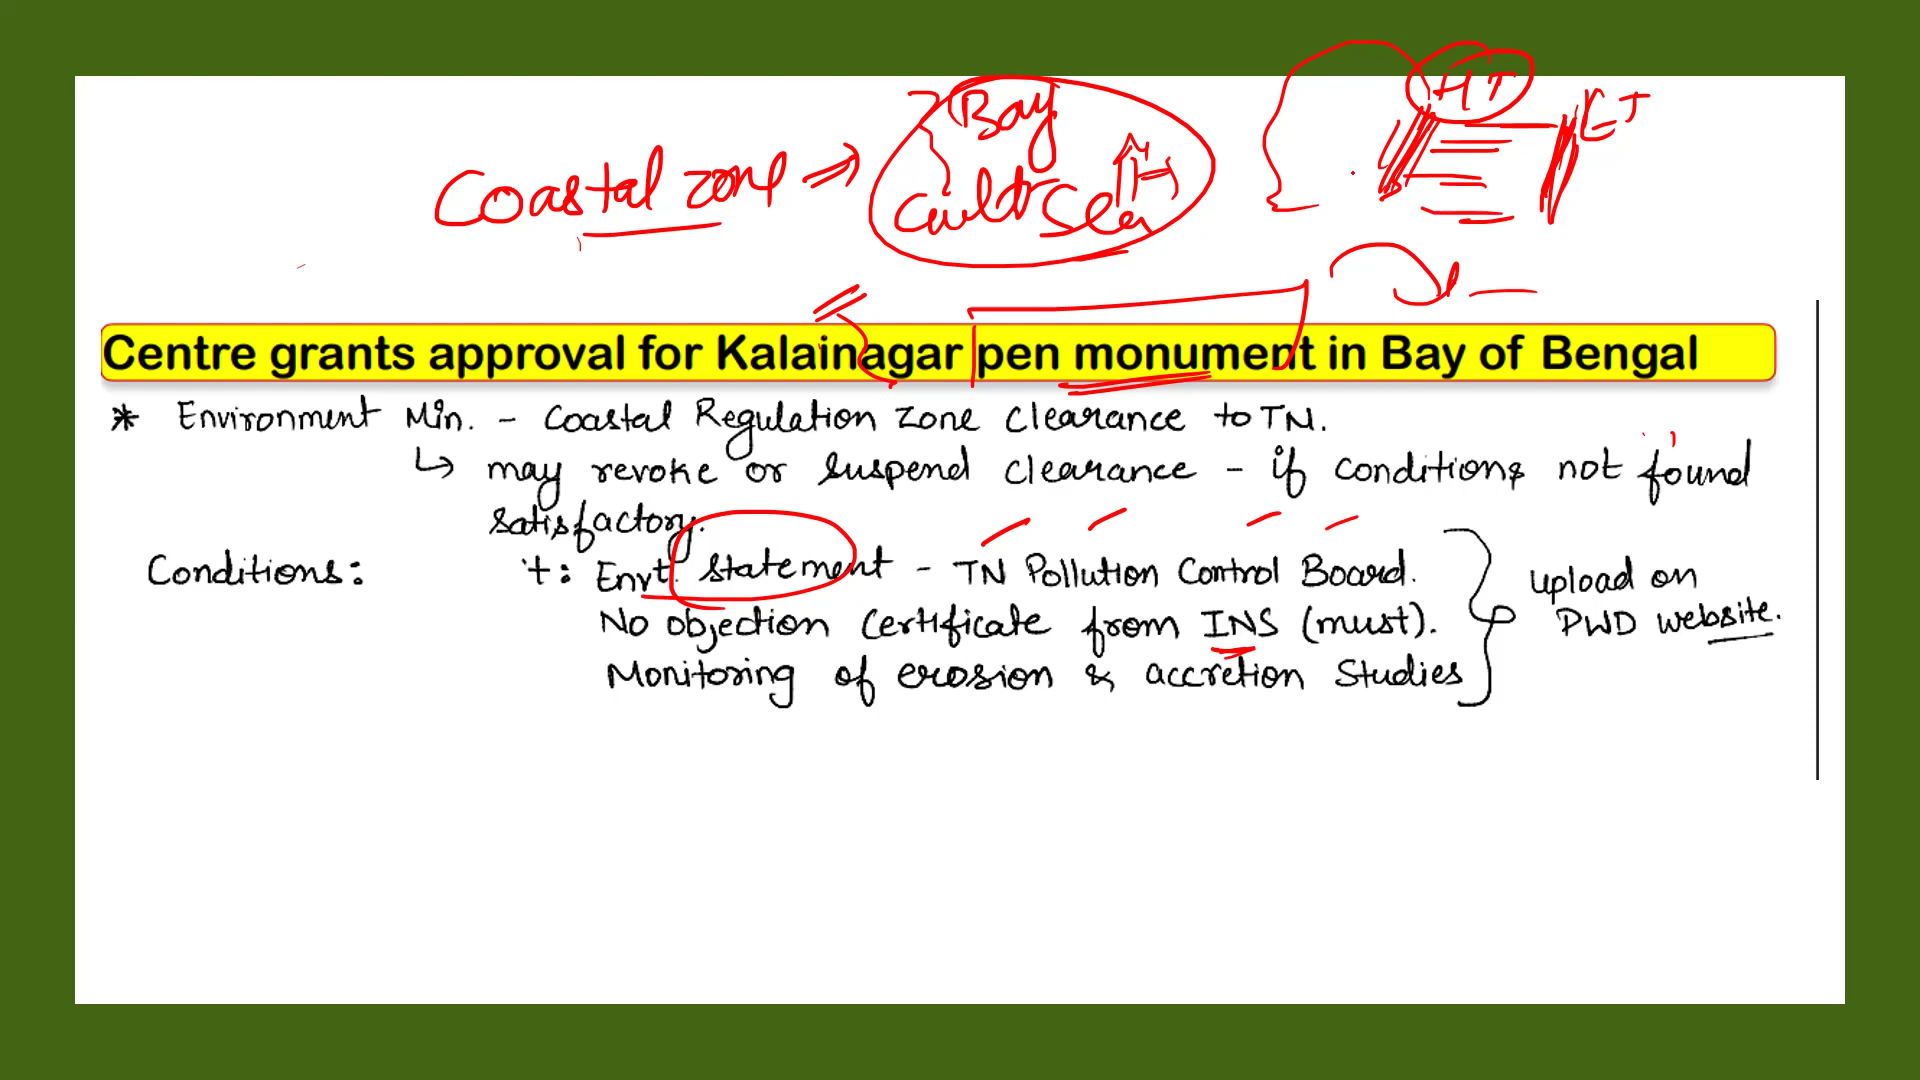 Bay
HT
LT
Coastal zone ⇒
Sea
Centre grants approval for Kalainagar pen monument in Bay of Bengal
* Environment Min. - Coastal Regulation Zone Clearance to TN.
↳ may revoke or suspend clearance - if conditions not found
satisfactory.
Conditions: +: Envt. Statement - TN Pollution Control Board.
No objection Certificate from INS (must).
Monitoring of erosion & accretion Studies
upload on
PWD website.